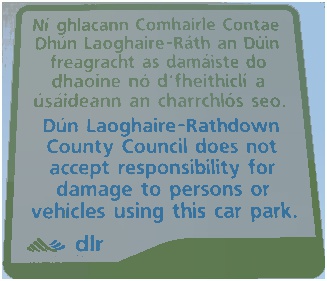 Ní ghlacann Comhairle Contae
Dhún Laoghaire-Ráth an Dúin
freagracht as damáiste do
dhaoine nó d'fheithiclí a
úsáideann an charrchlós seo.
Dún Laoghaire-Rathdown
County Council does not
accept responsibility for
damage to persons or
vehicles using this car park.
dlr